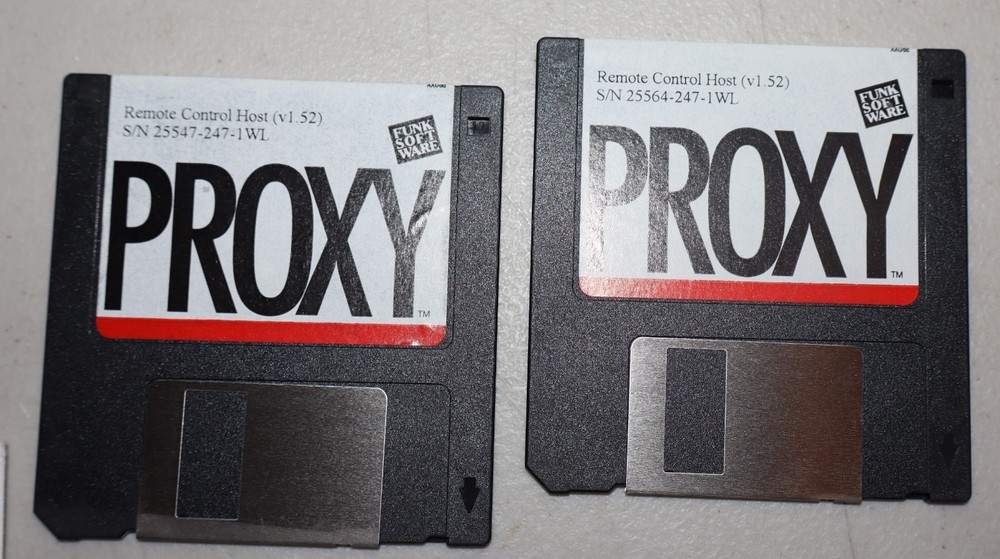 Remote Control Host (v1.52)
S/N 25547-247-1WL
FUNK
SOFT
WARE
PROXY
TM
Remote Control Host (v1.52)
S/N 25564-247-1WL
FUNK
SOFT
WARE
PROXY
TM